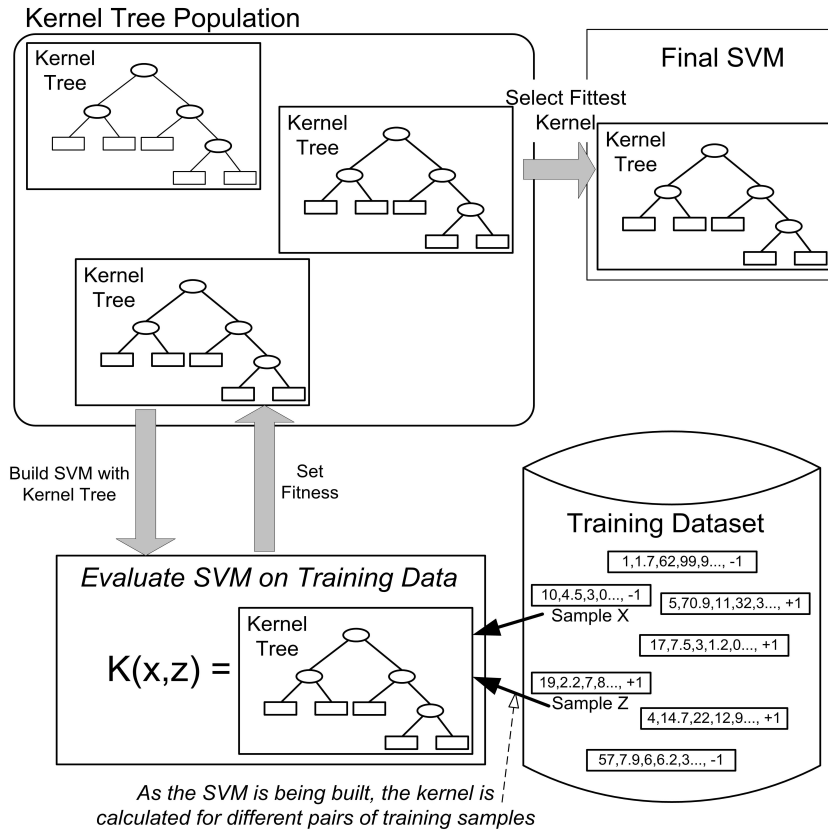 Kernel Tree Population
Kernel
Tree
Kernel
Tree
Kernel
Tree
Select Fittest
Kernel
Final SVM
Kernel
Tree
Build SVM with
Kernel Tree
Set
Fitness
Evaluate SVM on Training Data
K(x,z) =
Kernel
Tree
Training Dataset
1,1.7,62,99,9..., -1
10,4.5,3,0..., -1
Sample X
5,70.9,11,32,3..., +1
17,7.5,3,1.2,0..., +1
19,2.2,7,8..., +1
Sample Z
4,14.7,22,12,9..., +1
57,7.9,6,6.2,3..., -1
As the SVM is being built, the kernel is
calculated for different pairs of training samples